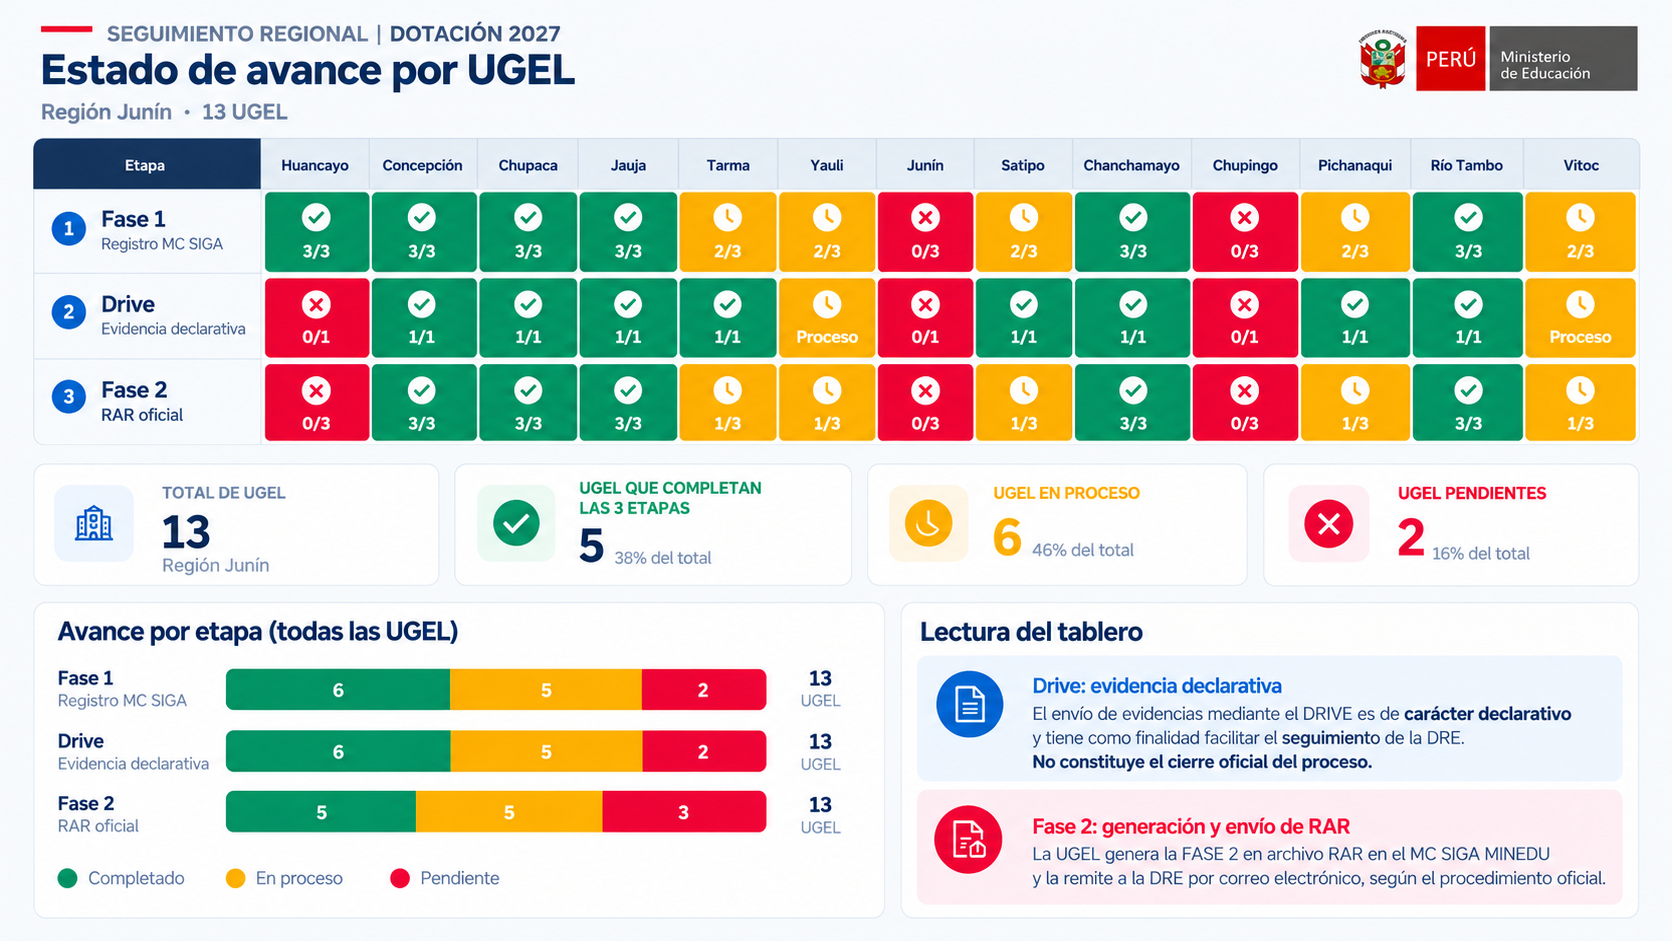 SEGUIMIENTO REGIONAL | DOTACIÓN 2027
Estado de avance por UGEL
Región Junín • 13 UGEL
PERÚ
Ministerio
de Educación
Etapa Huancayo Concepción Chupaca Jauja Tarma Yauli Junín Satipo Chanchamayo Chupingo Pichanaqui Río Tambo Vitoc
1 Fase 1
Registro MC SIGA
3/3 3/3 3/3 3/3 2/3 2/3 0/3 2/3 3/3 0/3 2/3 3/3 2/3
2 Drive
Evidencia declarativa
0/1 1/1 1/1 1/1 1/1 Proceso 0/1 1/1 1/1 0/1 1/1 1/1 Proceso
3 Fase 2
RAR oficial
0/3 3/3 3/3 3/3 1/3 1/3 0/3 1/3 3/3 0/3 1/3 3/3 1/3
TOTAL DE UGEL
13
Región Junín
UGEL QUE COMPLETAN
LAS 3 ETAPAS
5 38% del total
UGEL EN PROCESO
6 46% del total
UGEL PENDIENTES
2 16% del total
Avance por etapa (todas las UGEL)
Fase 1
Registro MC SIGA
6 5 2
13
UGEL
Drive
Evidencia declarativa
6 5 2
13
UGEL
Fase 2
RAR oficial
5 5 3
13
UGEL
Completado En proceso Pendiente
Lectura del tablero
Drive: evidencia declarativa
El envío de evidencias mediante el DRIVE es de carácter declarativo
y tiene como finalidad facilitar el seguimiento de la DRE.
No constituye el cierre oficial del proceso.
Fase 2: generación y envío de RAR
La UGEL genera la FASE 2 en archivo RAR en el MC SIGA MINEDU
y la remite a la DRE por correo electrónico, según el procedimiento oficial.